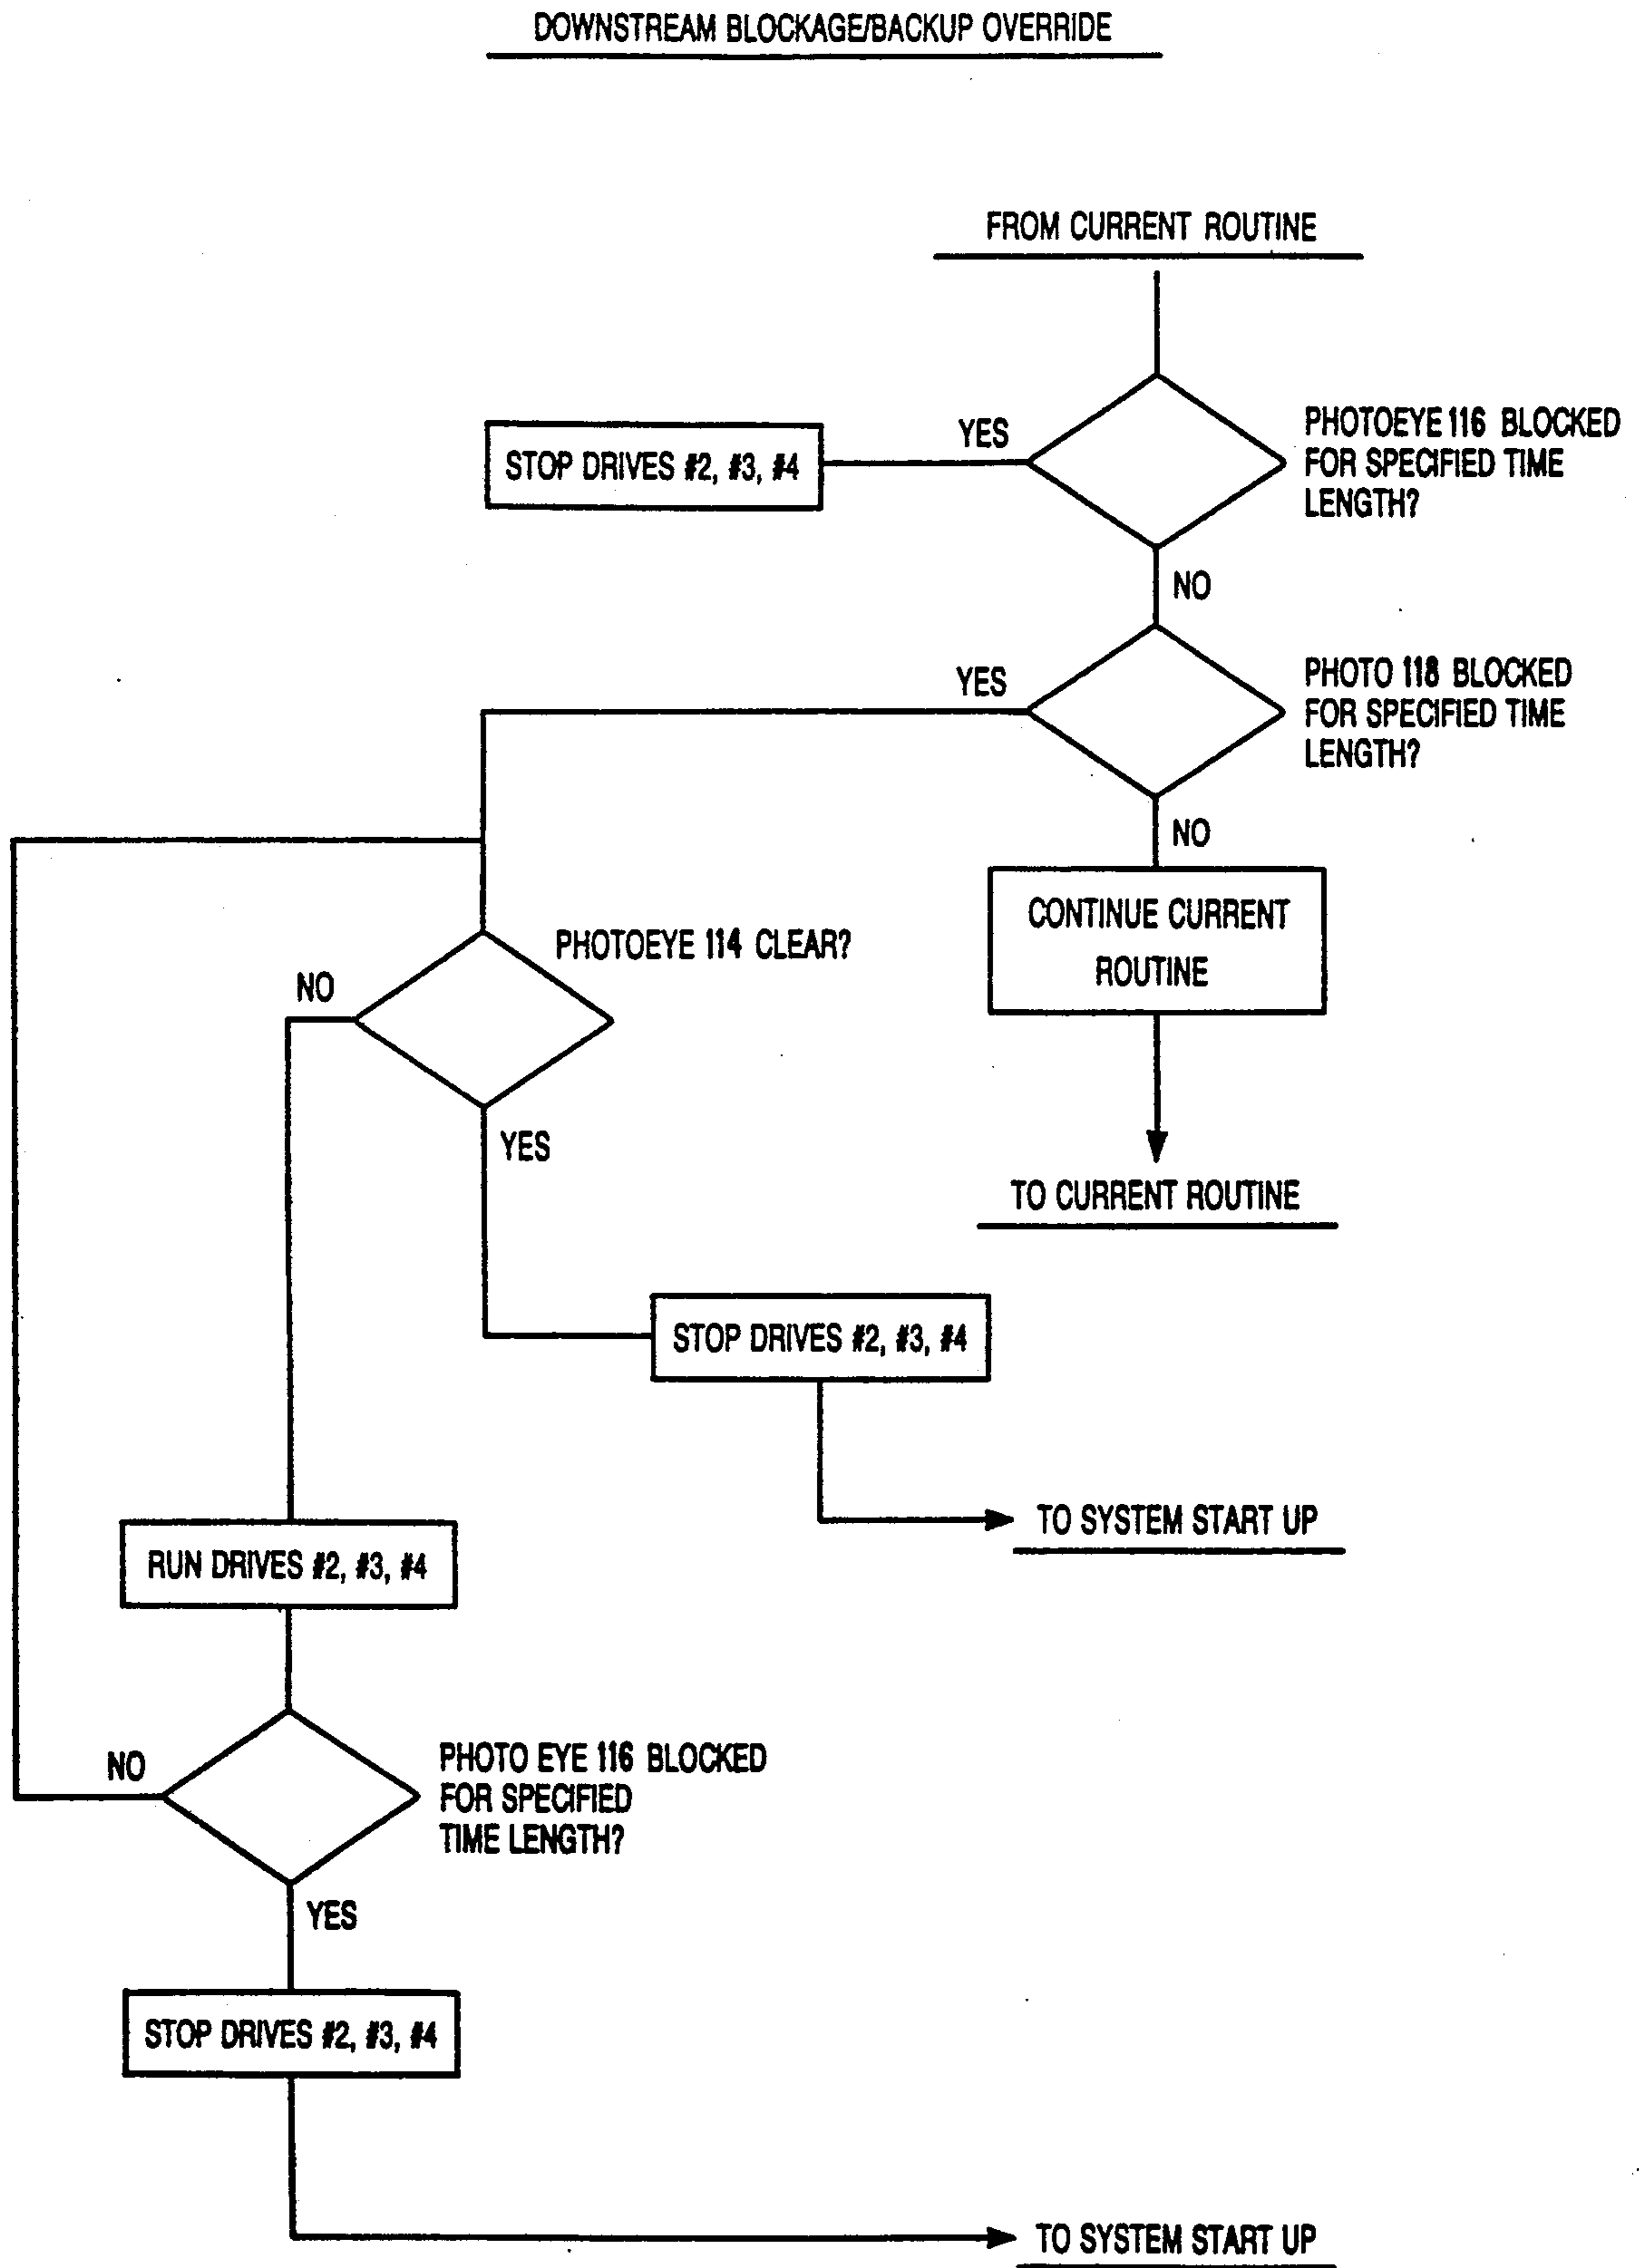 DOWNSTREAM BLOCKAGE/BACKUP OVERRIDE
FROM CURRENT ROUTINE
YES
PHOTOEYE 116 BLOCKED
FOR SPECIFIED TIME
LENGTH?
STOP DRIVES #2, #3, #4
NO
YES
PHOTO 118 BLOCKED
FOR SPECIFIED TIME
LENGTH?
NO
CONTINUE CURRENT
ROUTINE
PHOTOEYE 114 CLEAR?
NO
YES
TO CURRENT ROUTINE
STOP DRIVES #2, #3, #4
TO SYSTEM START UP
RUN DRIVES #2, #3, #4
NO
PHOTO EYE 116 BLOCKED
FOR SPECIFIED
TIME LENGTH?
YES
STOP DRIVES #2, #3, #4
TO SYSTEM START UP